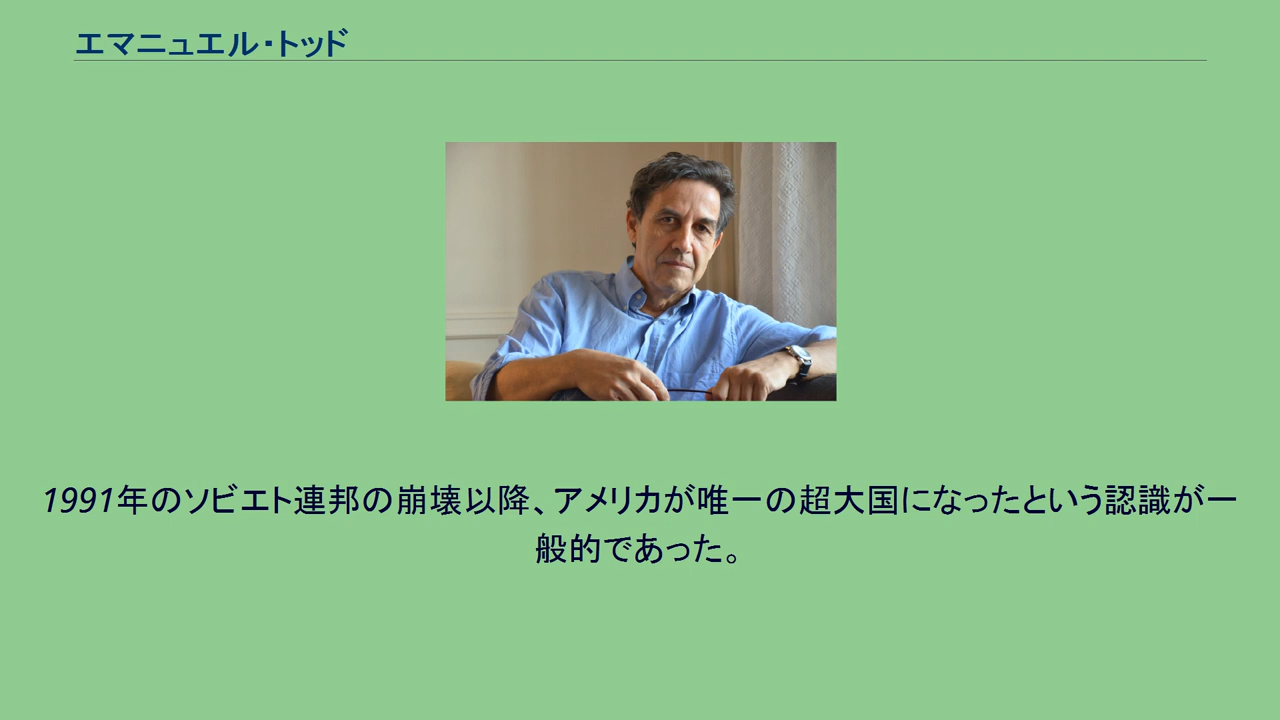 エマニュエル・トッド
1991年のソビエト連邦の崩壊以降、アメリカが唯一の超大国になったという認識が一
般的であった。